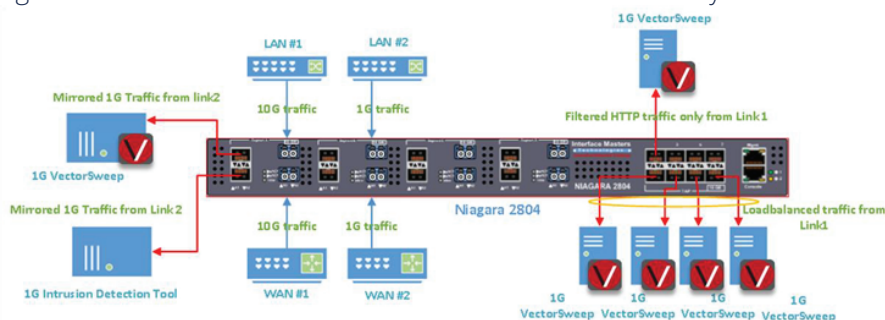 1G VectorSweep
LAN #1
LAN #2
Mirrored 1G Traffic from link2
10G traffic
1G traffic
Filtered HTTP traffic only from Link1
1G VectorSweep
Interface Masters
NIAGARA 2804
Mirrored 1G Traffic from Link 2
Niagara 2804
10G traffic
1G traffic
Loadbalanced traffic from
Link1
1G Intrusion Detection Tool
WAN #1
WAN #2
1G
VectorSweep
1G
VectorSweep
1G
VectorSweep
1G
VectorSweep